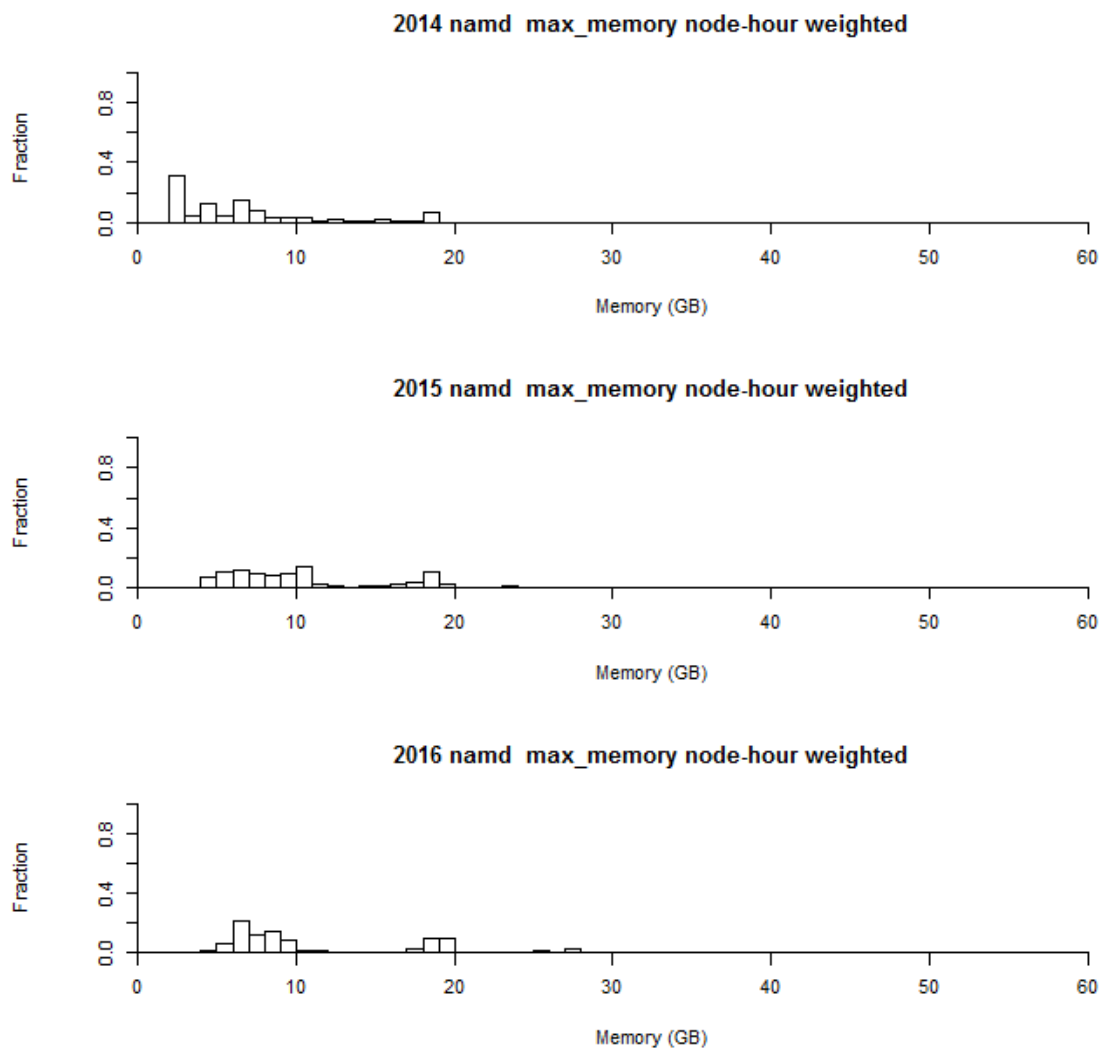 2014 namd  max_memory node-hour weighted
Fraction
0.0 0.4 0.8
0 10 20 30 40 50 60
Memory (GB)
2015 namd  max_memory node-hour weighted
Fraction
0.0 0.4 0.8
0 10 20 30 40 50 60
Memory (GB)
2016 namd  max_memory node-hour weighted
Fraction
0.0 0.4 0.8
0 10 20 30 40 50 60
Memory (GB)